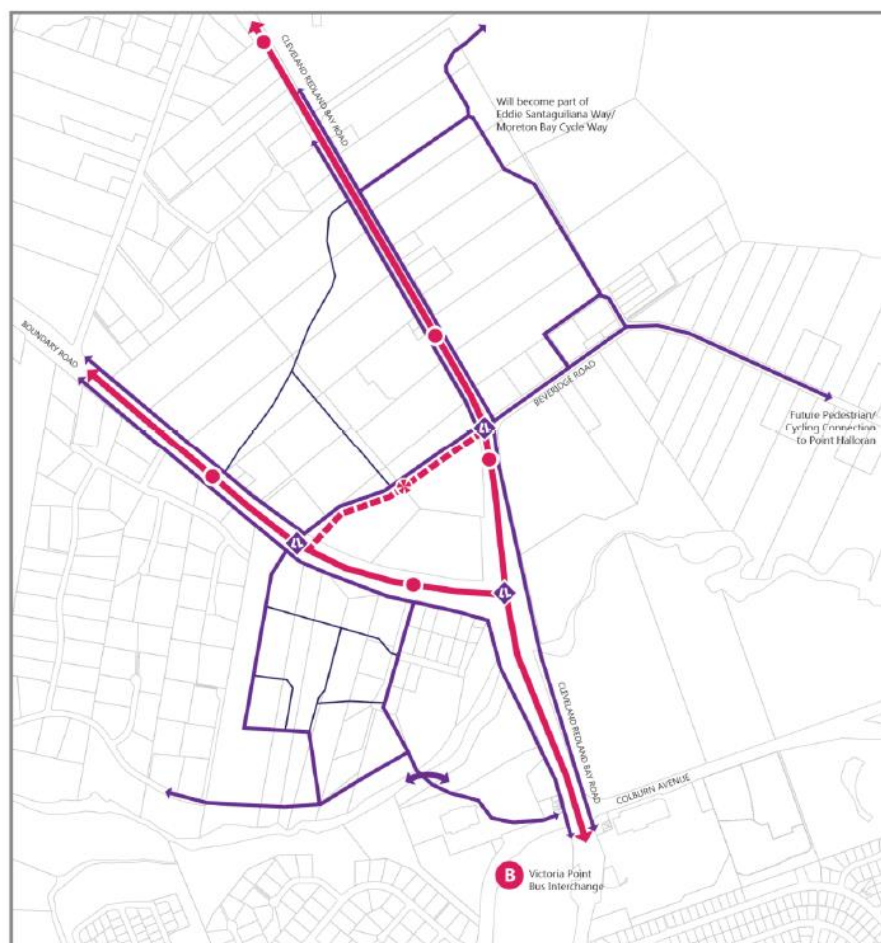 CLEVELAND REDLAND BAY ROAD
Will become part of
Eddie Santaguiliana Way/
Moreton Bay Cycle Way
BOUNDARY ROAD
BEVERIDGE ROAD
Future Pedestrian/
Cycling Connection
to Point Halloran
CLEVELAND REDLAND BAY ROAD
COLBURN AVENUE
B
Victoria Point
Bus Interchange